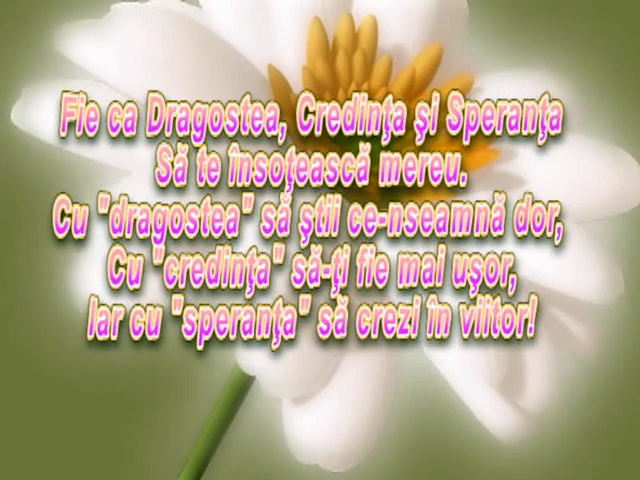 Fie ca Dragostea, Credinţa şi Speranţa
Să te însoţească mereu.
Cu "dragostea" să ştii ce-nseamnă dor,
Cu "credinţa" să-ţi fie mai uşor,
Iar cu "speranţa" să crezi în viitor!